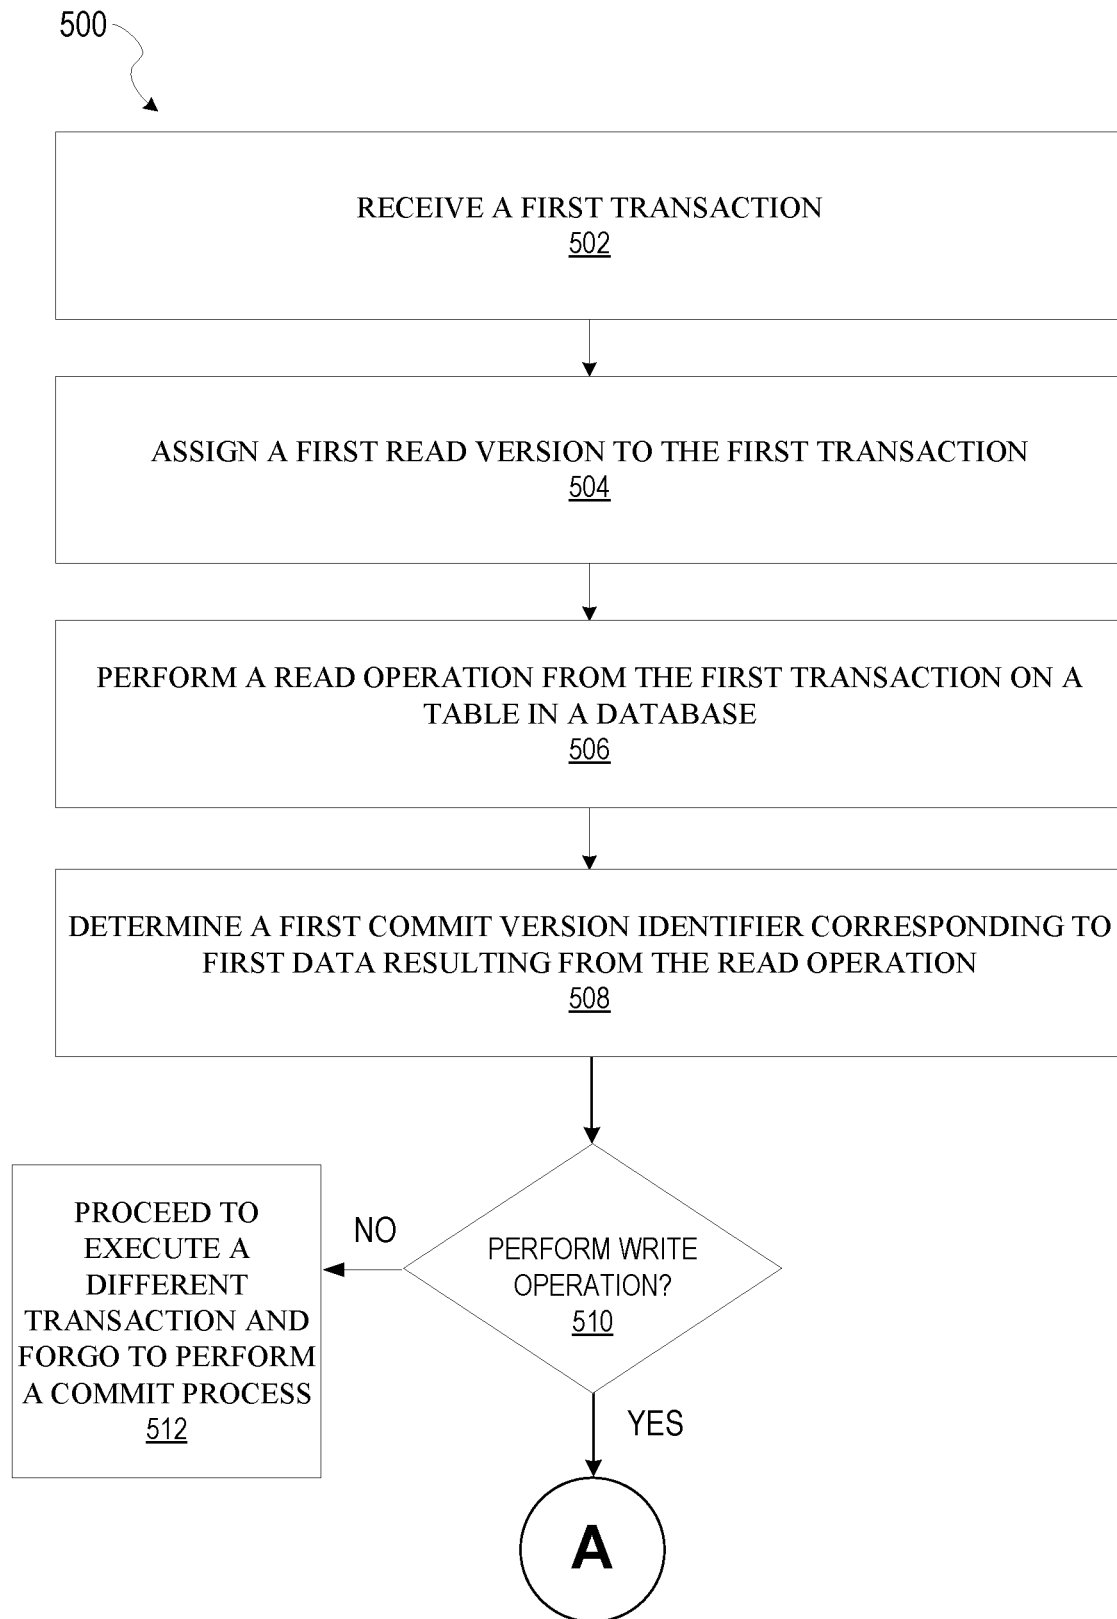 500
RECEIVE A FIRST TRANSACTION
502
ASSIGN A FIRST READ VERSION TO THE FIRST TRANSACTION
504
PERFORM A READ OPERATION FROM THE FIRST TRANSACTION ON A
TABLE IN A DATABASE
506
DETERMINE A FIRST COMMIT VERSION IDENTIFIER CORRESPONDING TO
FIRST DATA RESULTING FROM THE READ OPERATION
508
PERFORM WRITE
OPERATION?
510
NO
PROCEED TO
EXECUTE A
DIFFERENT
TRANSACTION AND
FORGO TO PERFORM
A COMMIT PROCESS
512
YES
A